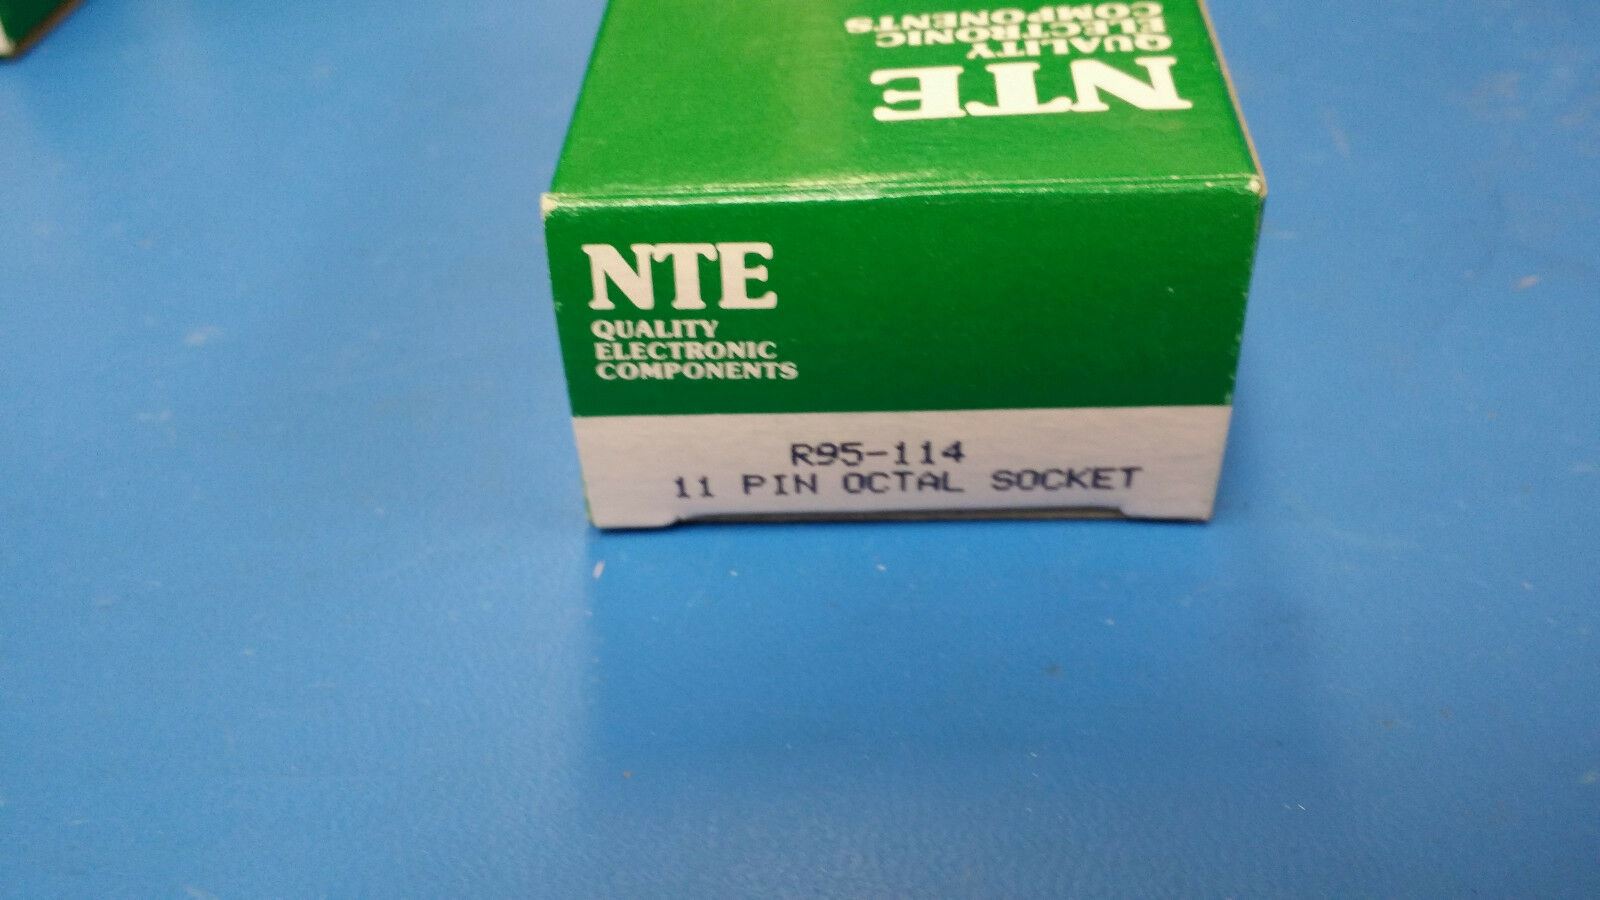 NTE
QUALITY
ELECTRONIC
COMPONENTS
NTE
QUALITY
ELECTRONIC
COMPONENTS
R95-114
11 PIN OCTAL SOCKET